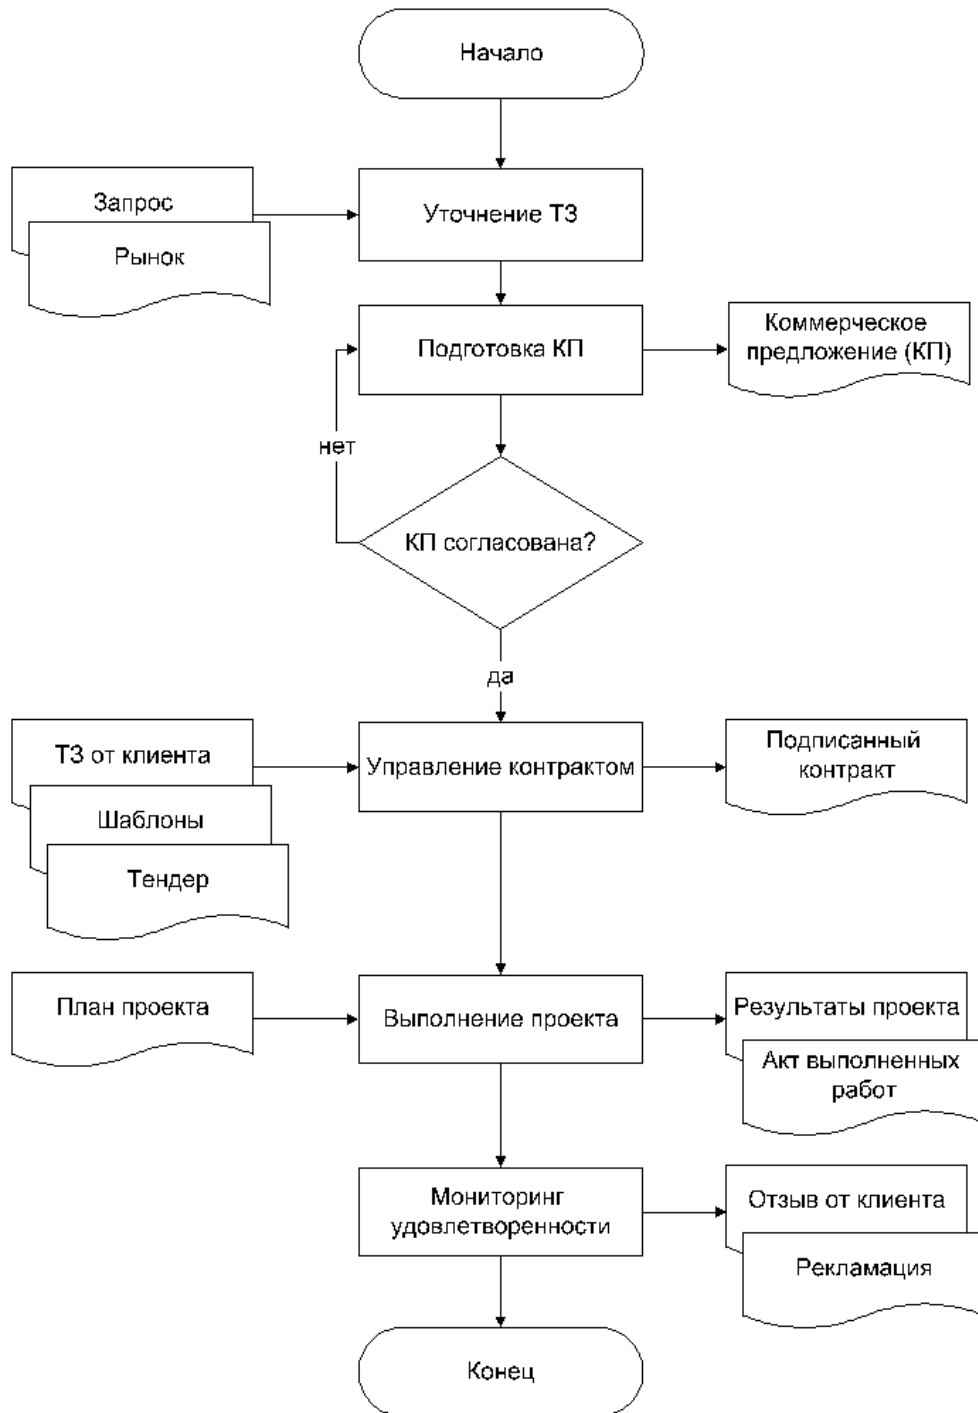 Начало
Запрос
Рынок
Уточнение ТЗ
Подготовка КП
Коммерческое
предложение (КП)
нет
КП согласована?
да
ТЗ от клиента
Шаблоны
Тендер
Управление контрактом
Подписанный
контракт
План проекта
Выполнение проекта
Результаты проекта
Акт выполненных
работ
Мониторинг
удовлетворенности
Отзыв от клиента
Рекламация
Конец